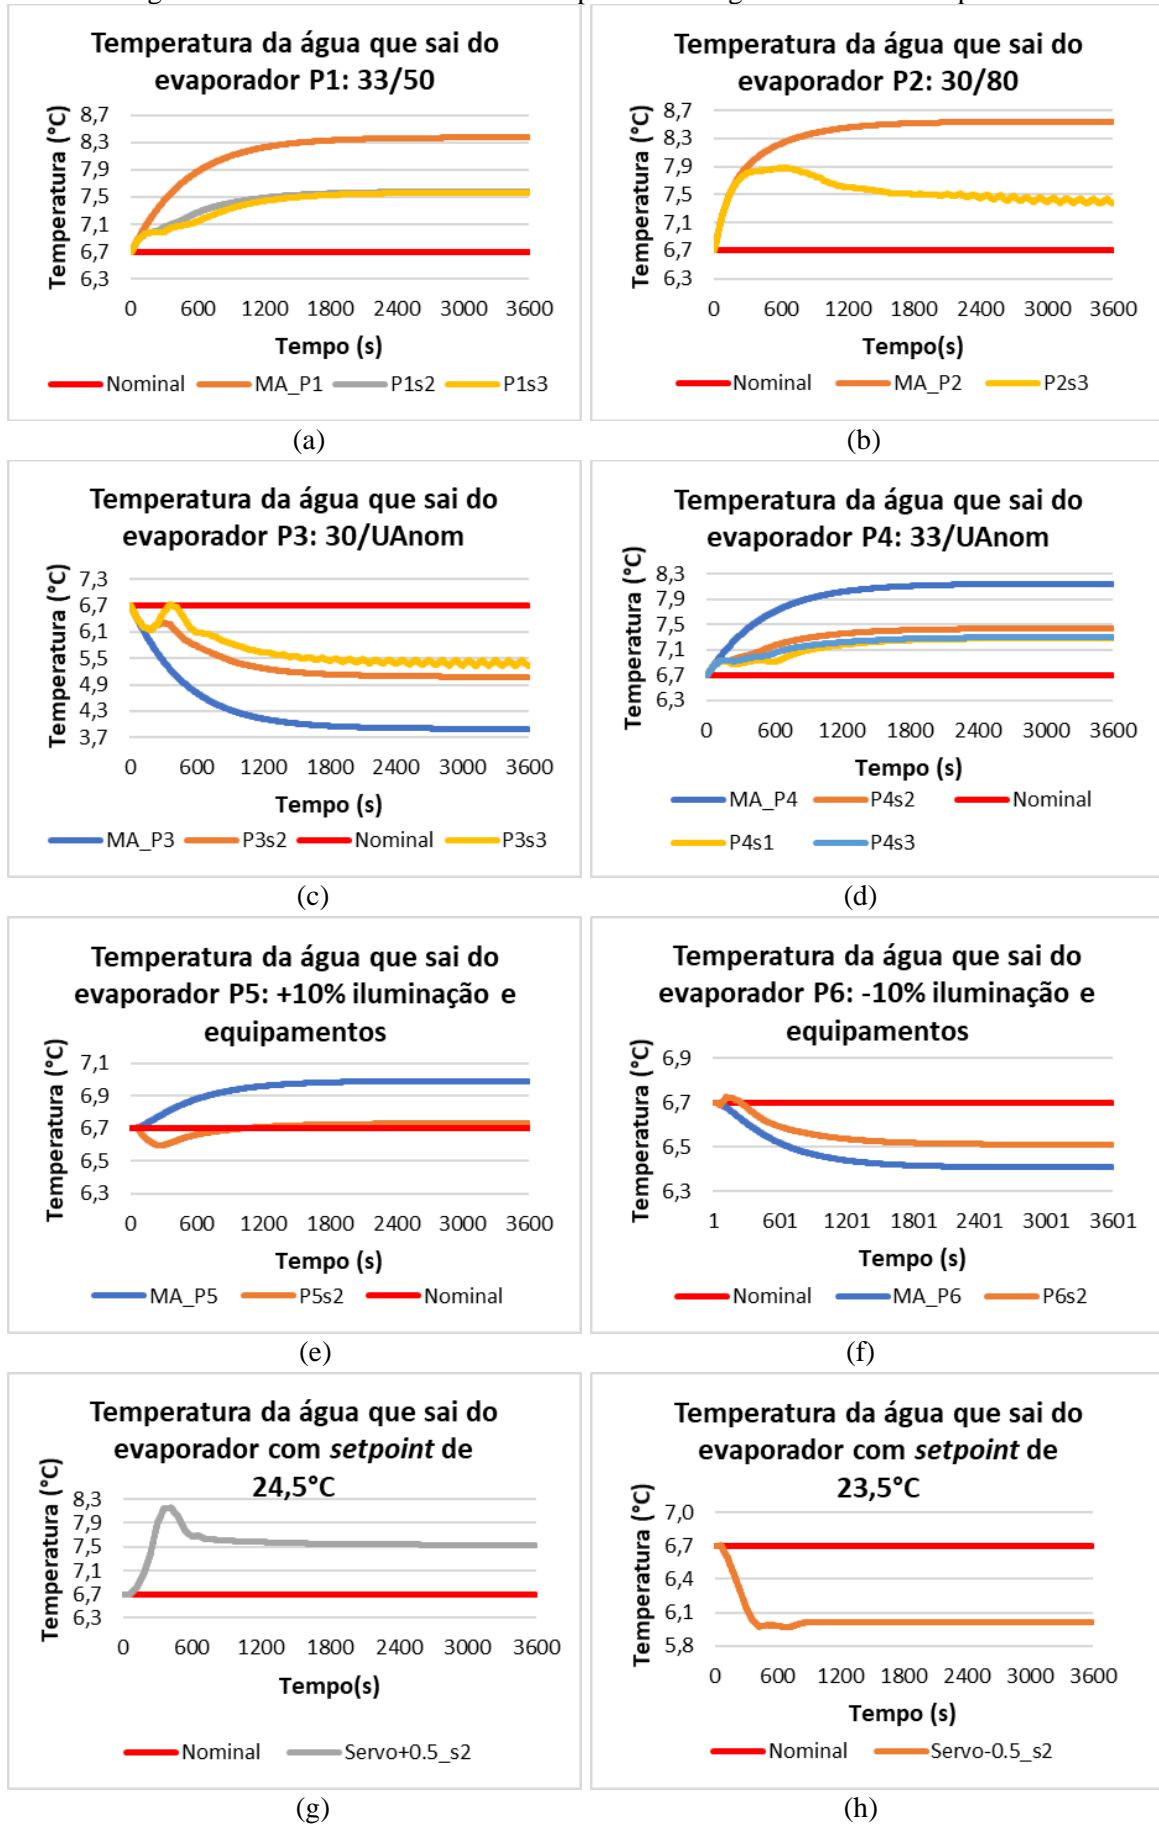 Temperatura da água que sai do
evaporador P1: 33/50
Temperatura (°C)
8,7
8,3
7,9
7,5
7,1
6,7
6,3
0 600 1200 1800 2400 3000 3600
Tempo (s)
Nominal MA_P1 P1s2 P1s3
(a)
Temperatura da água que sai do
evaporador P2: 30/80
Temperatura (°C)
8,7
8,3
7,9
7,5
7,1
6,7
6,3
0 600 1200 1800 2400 3000 3600
Tempo(s)
Nominal MA_P2 P2s3
(b)
Temperatura da água que sai do
evaporador P3: 30/UAnom
Temperatura (°C)
7,3
6,7
6,1
5,5
4,9
4,3
3,7
0 600 1200 1800 2400 3000 3600
Tempo (s)
MA_P3 P3s2 Nominal P3s3
(c)
Temperatura da água que sai do
evaporador P4: 33/UAnom
Temperatura (°C)
8,3
7,9
7,5
7,1
6,7
6,3
0 600 1200 1800 2400 3000 3600
Tempo (s)
MA_P4 P4s2 Nominal
P4s1 P4s3
(d)
Temperatura da água que sai do
evaporador P5: +10% iluminação e
equipamentos
Temperatura (°C)
7,1
6,9
6,7
6,5
6,3
0 600 1200 1800 2400 3000 3600
Tempo (s)
MA_P5 P5s2 Nominal
(e)
Temperatura da água que sai do
evaporador P6: -10% iluminação e
equipamentos
Temperatura (°C)
6,9
6,7
6,5
6,3
1 601 1201 1801 2401 3001 3601
Tempo (s)
Nominal MA_P6 P6s2
(f)
Temperatura da água que sai do
evaporador com setpoint de
24,5°C
Temperatura (°C)
8,3
7,9
7,5
7,1
6,7
6,3
0 600 1200 1800 2400 3000 3600
Tempo(s)
Nominal Servo+0.5_s2
(g)
Temperatura da água que sai do
evaporador com setpoint de
23,5°C
Temperatura (°C)
7,0
6,7
6,4
6,1
5,8
0 600 1200 1800 2400 3000 3600
Tempo (s)
Nominal Servo-0.5_s2
(h)